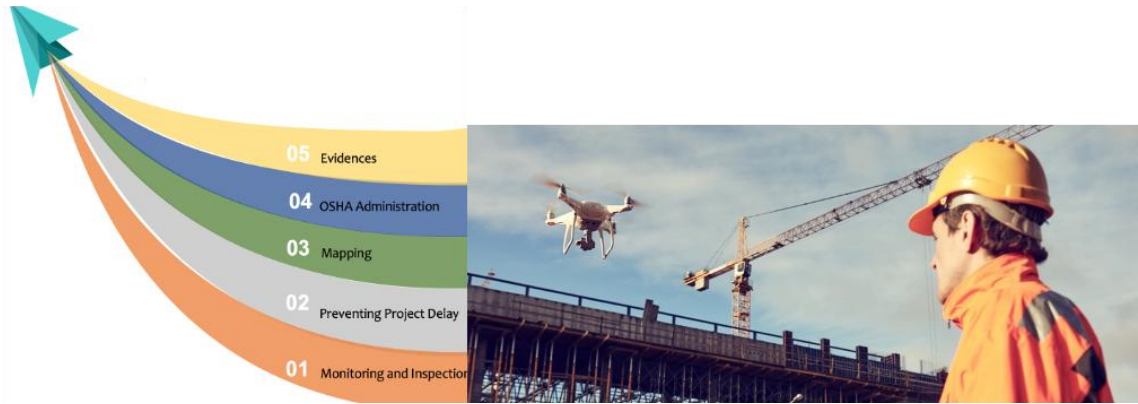 05 Evidences
04 OSHA Administration
03 Mapping
02 Preventing Project Delay
01 Monitoring and Inspection